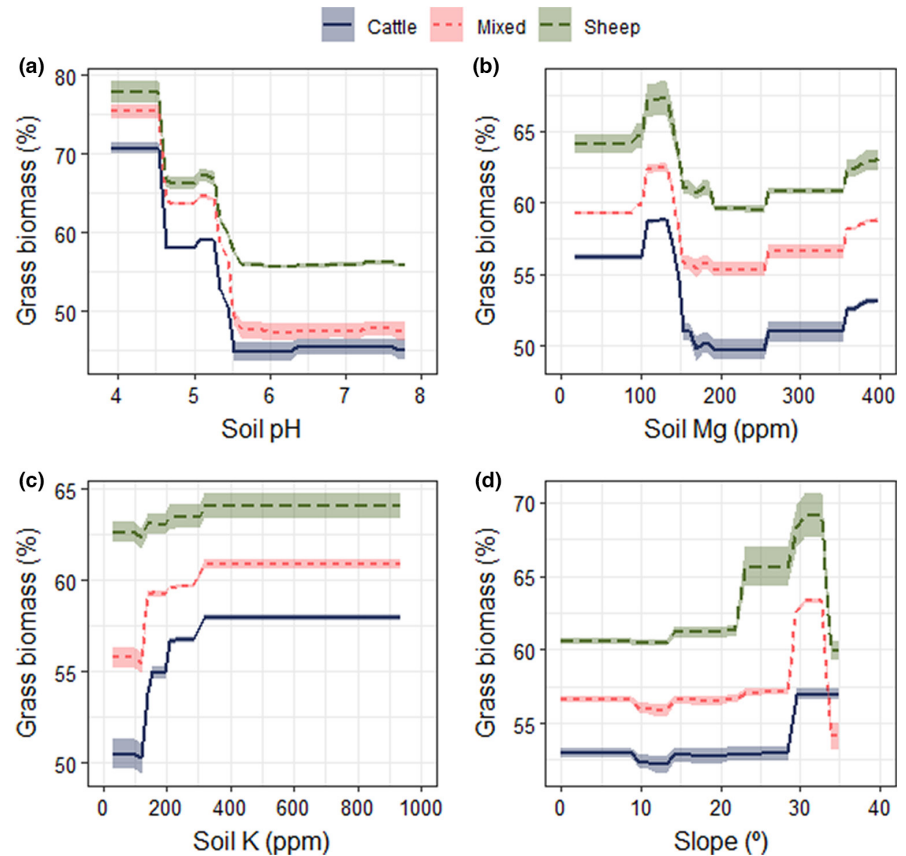 Cattle Mixed Sheep
(a)
80
70
60
50
Grass biomass (%)
4 5 6 7 8
Soil pH
(b)
65
60
55
50
Grass biomass (%)
0 100 200 300 400
Soil Mg (ppm)
(c)
65
60
55
50
Grass biomass (%)
0 200 400 600 800 1000
Soil K (ppm)
(d)
70
65
60
55
Grass biomass (%)
0 10 20 30 40
Slope (º)